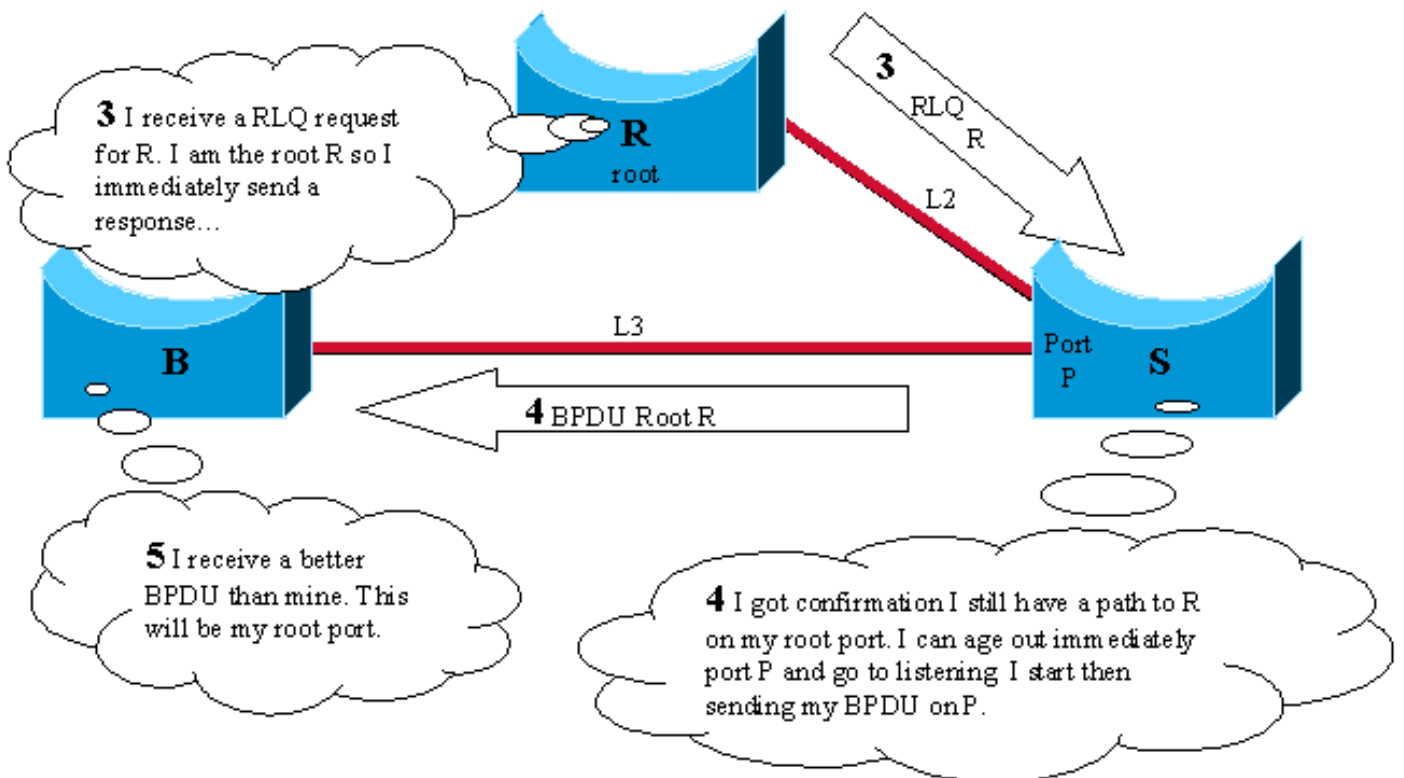 3 I receive a RLQ request
for R. I am the root R so I
immediately send a
response...
R
root
3
RLQ
R
L2
L3
B
Port
P
S
4 BPDU Root R
5 I receive a better
BPDU than mine. This
will be my root port.
4 I got confirmation I still have a path to R
on my root port. I can age out immediately
port P and go to listening. I start then
sending my BPDU on P.